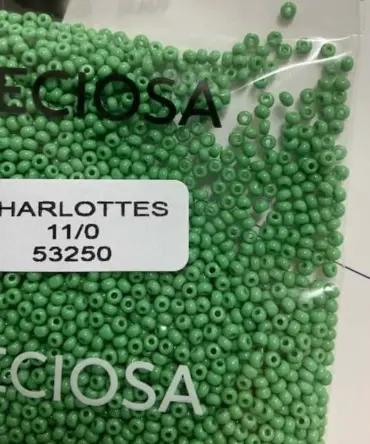 ECIOSA
HARLOTTES
11/0
53250
ECIOSA